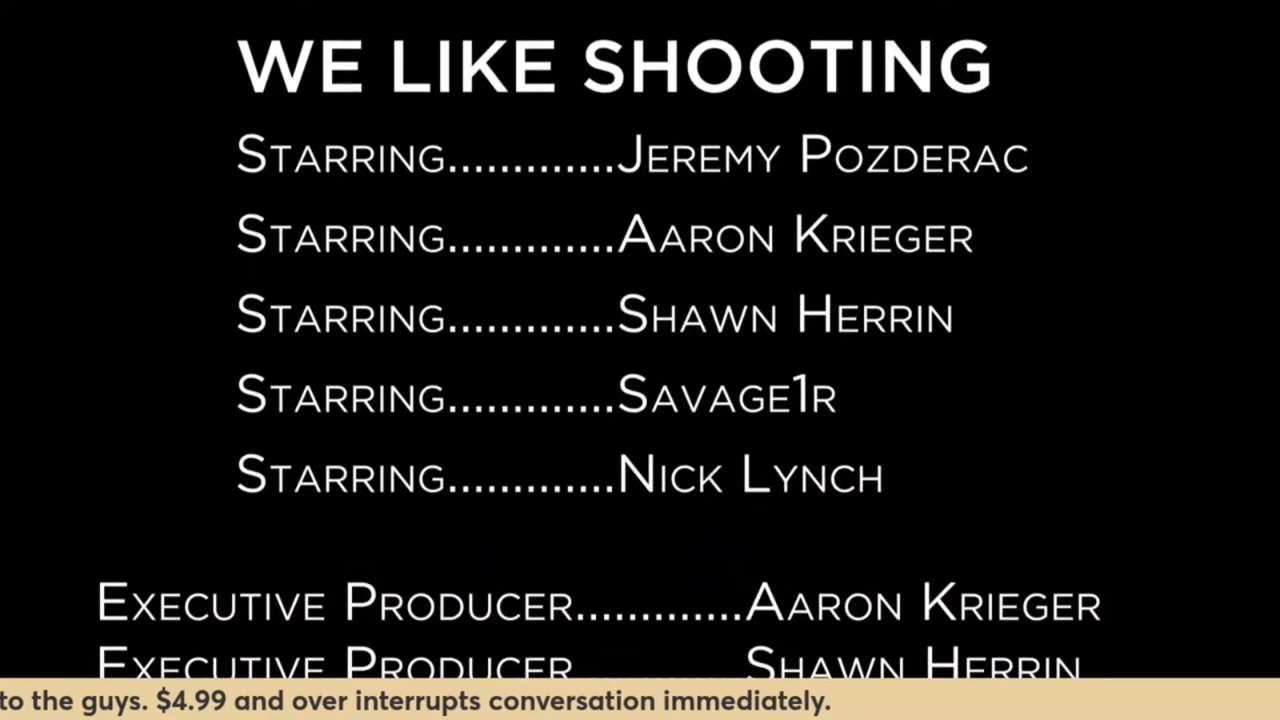 WE LIKE SHOOTING
Starring.............Jeremy Pozderac
Starring.............Aaron Krieger
Starring.............Shawn Herrin
Starring.............Savage1r
Starring.............Nick Lynch
Executive Producer.............Aaron Krieger
Executive Producer.............Shawn Herrin
to the guys. $4.99 and over interrupts conversation immediately.